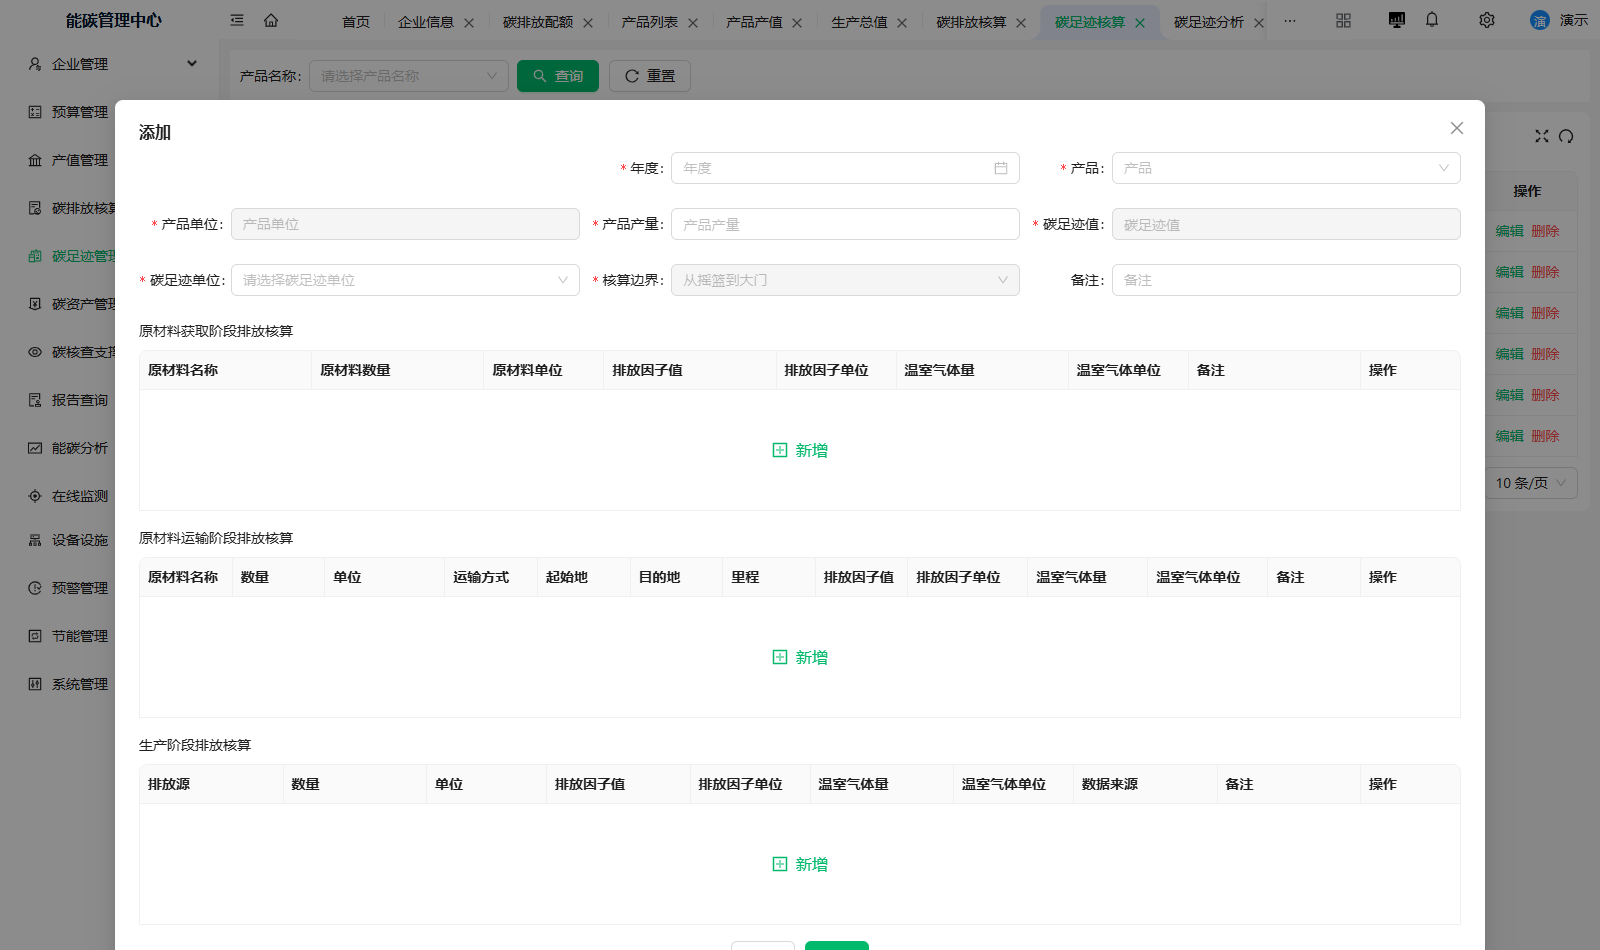 能碳管理中心
首页 企业信息 碳排放配额 产品列表 产品产值 生产总值 碳排放核算 碳足迹核算 碳足迹分析 ··· 演 演示
企业管理
预算管理
产值管理
碳排放核算
碳足迹管理
碳资产管理
碳核查支
报告查询
能碳分析
在线监测
设备设施
预警管理
节能管理
系统管理
产品名称: 请选择产品名称 查询 重置
添加
* 年度: 年度 * 产品: 产品
* 产品单位: 产品单位 * 产品产量: 产品产量 * 碳足迹值: 碳足迹值
* 碳足迹单位: 请选择碳足迹单位 * 核算边界: 从摇篮到大门 备注: 备注
原材料获取阶段排放核算
原材料名称 原材料数量 原材料单位 排放因子值 排放因子单位 温室气体量 温室气体单位 备注 操作
新增
原材料运输阶段排放核算
原材料名称 数量 单位 运输方式 起始地 目的地 里程 排放因子值 排放因子单位 温室气体量 温室气体单位 备注 操作
新增
生产阶段排放核算
排放源 数量 单位 排放因子值 排放因子单位 温室气体量 温室气体单位 数据来源 备注 操作
新增
操作
编辑 删除
编辑 删除
编辑 删除
编辑 删除
编辑 删除
编辑 删除
10 条/页